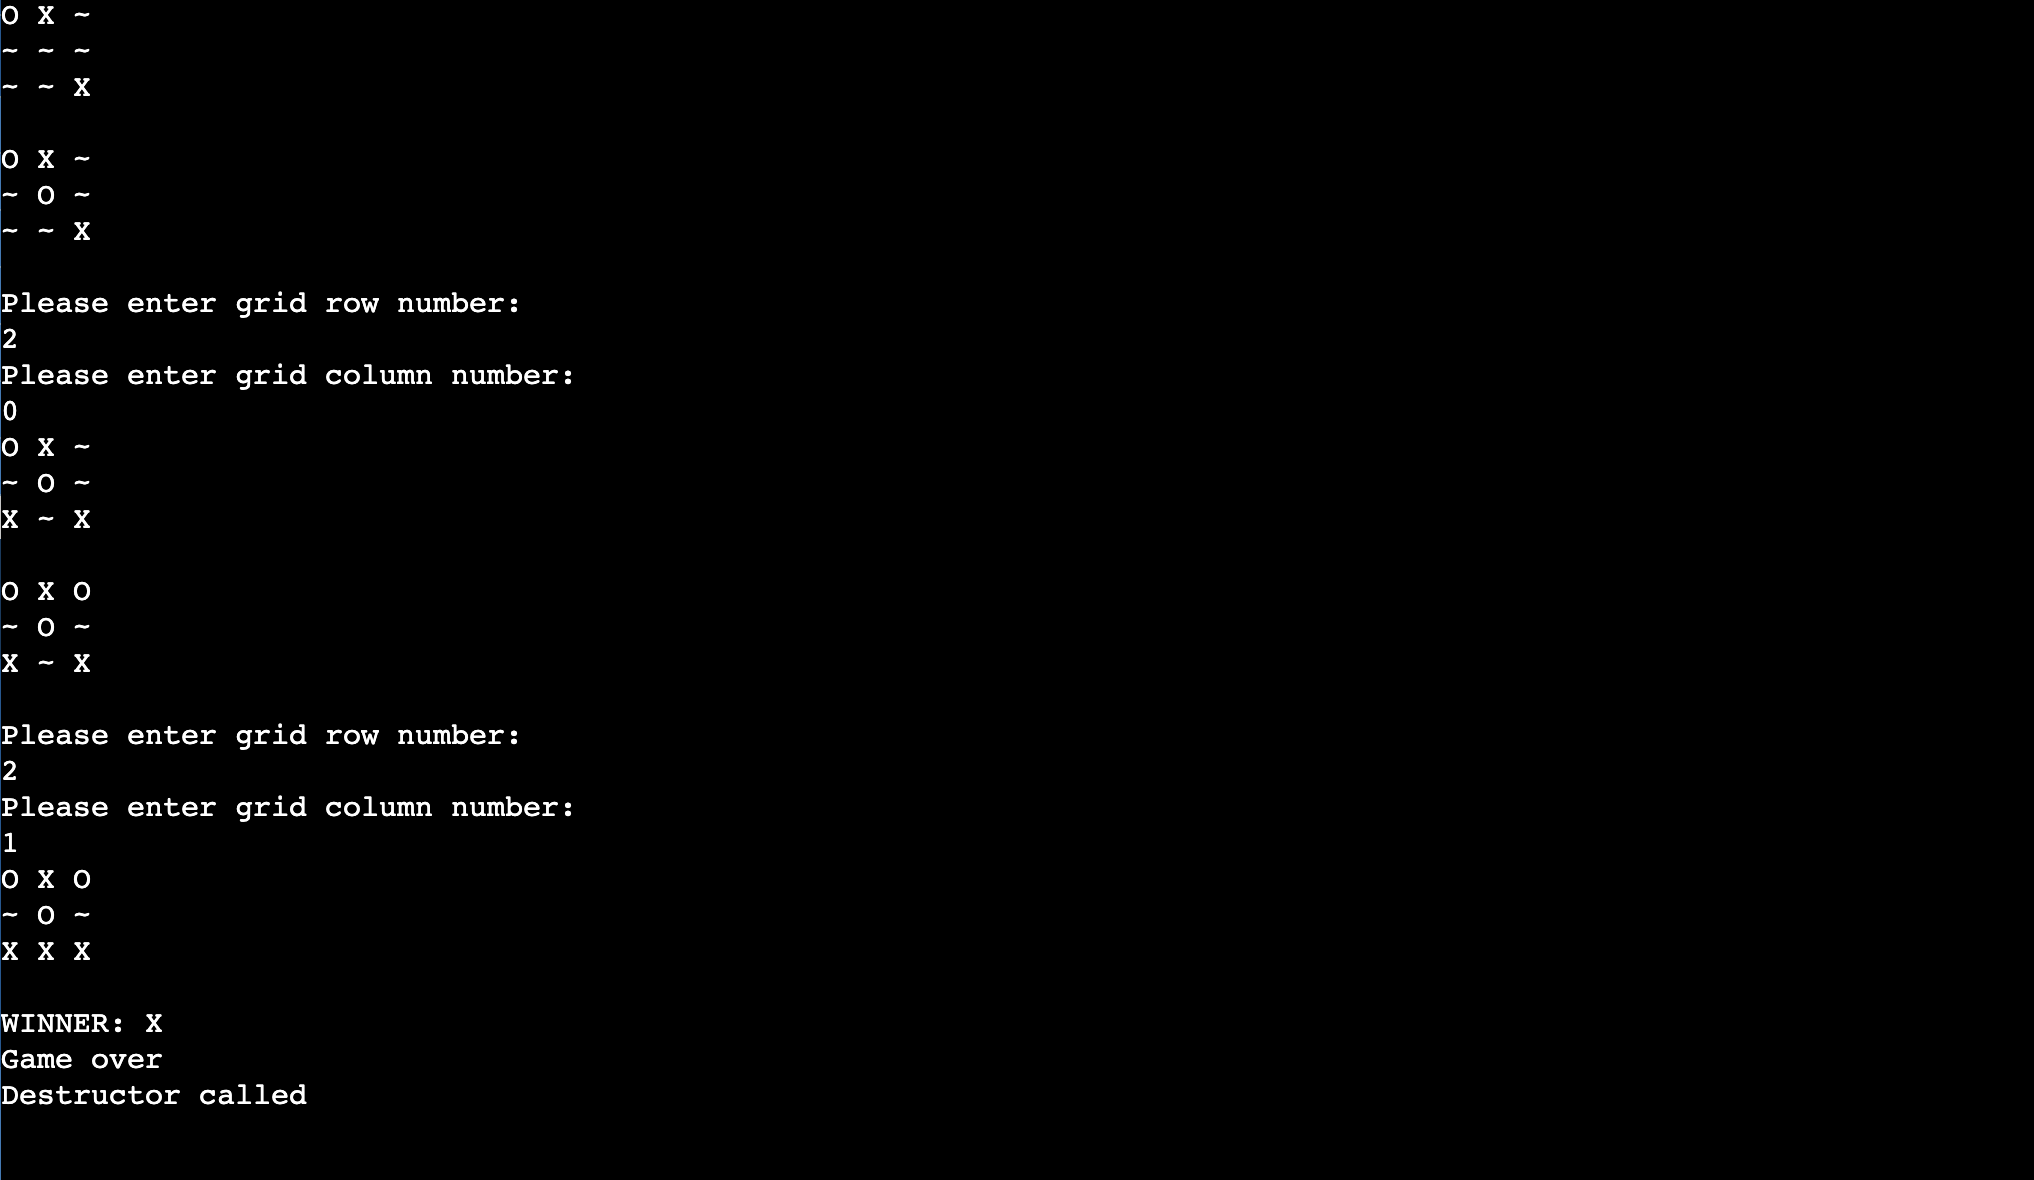 O X ~
~ ~ ~
~ ~ X
O X ~
~ O ~
~ ~ X
Please enter grid row number:
2
Please enter grid column number:
0
O X ~
~ O ~
X ~ X
O X O
~ O ~
X ~ X
Please enter grid row number:
2
Please enter grid column number:
1
O X O
~ O ~
X X X
WINNER: X
Game over
Destructor called